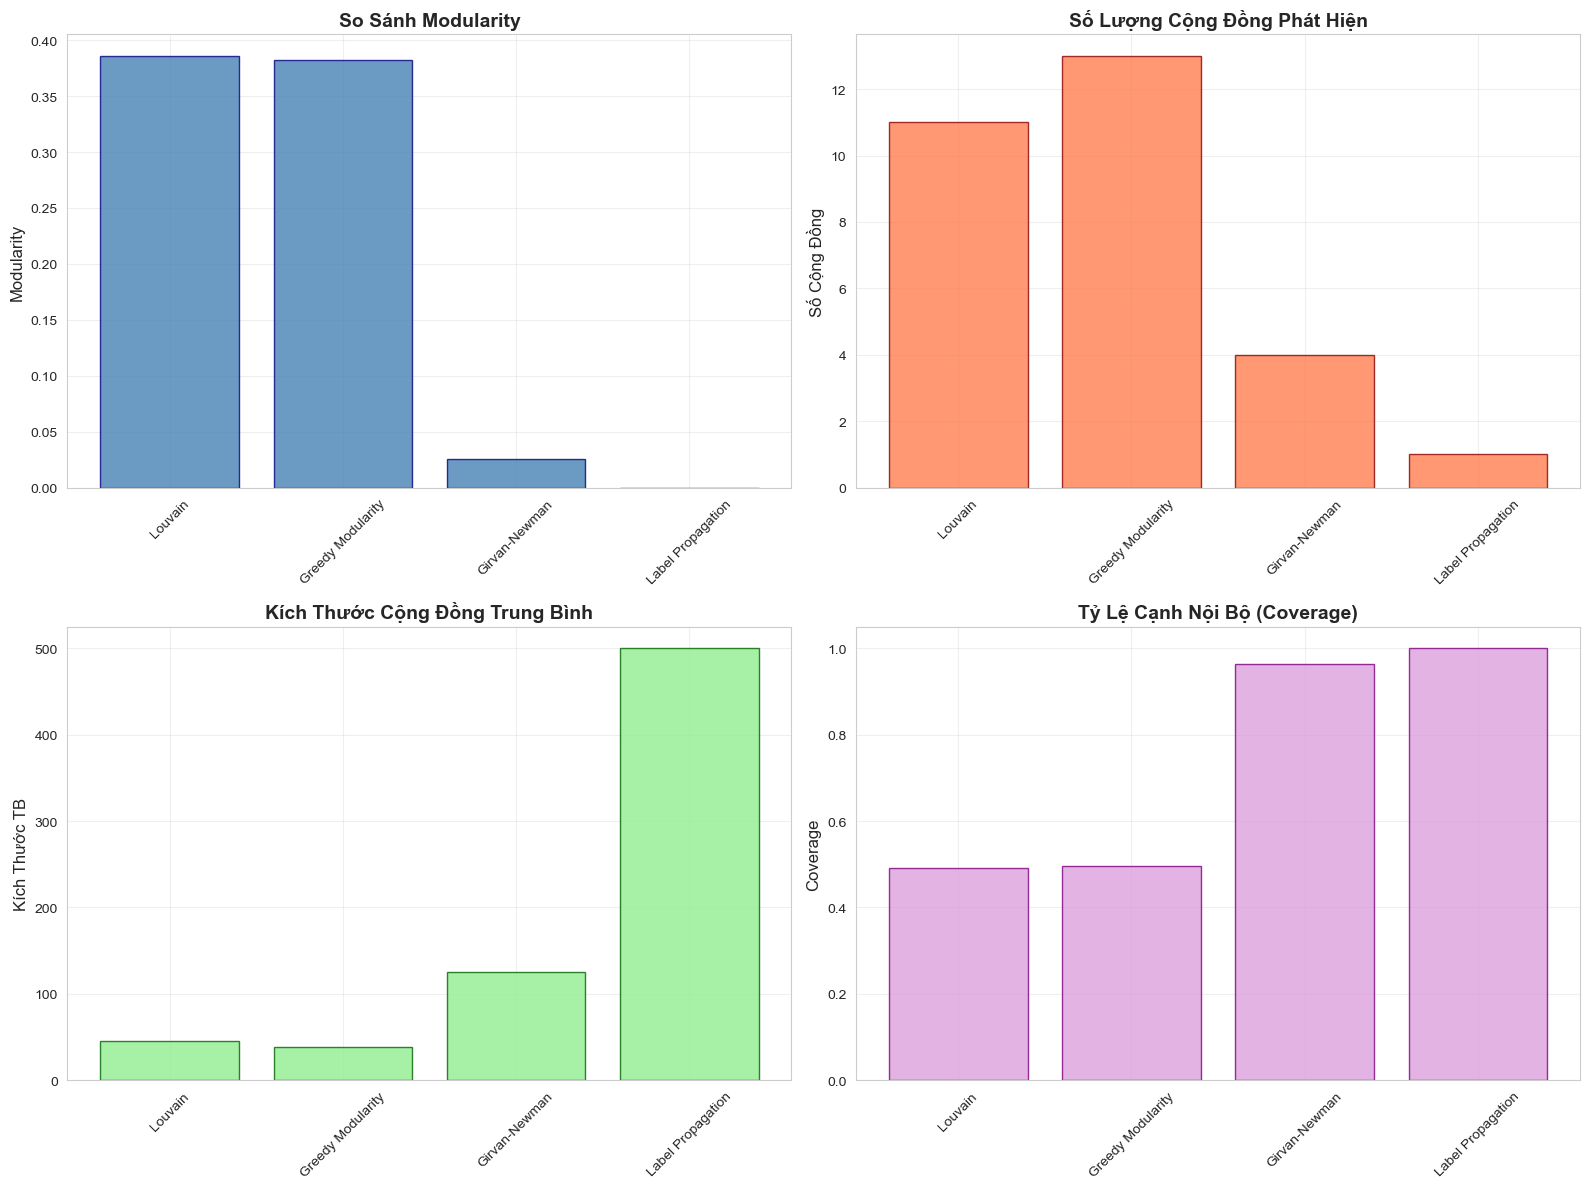 So Sánh Modularity
0.40
0.35
0.30
0.25
0.20
0.15
0.10
0.05
0.00
Modularity
Louvain
Greedy Modularity
Girvan-Newman
Label Propagation
Số Lượng Cộng Đồng Phát Hiện
12
10
8
6
4
2
0
Số Cộng Đồng
Louvain
Greedy Modularity
Girvan-Newman
Label Propagation
Kích Thước Cộng Đồng Trung Bình
500
400
300
200
100
0
Kích Thước TB
Louvain
Greedy Modularity
Girvan-Newman
Label Propagation
Tỷ Lệ Cạnh Nội Bộ (Coverage)
1.0
0.8
0.6
0.4
0.2
0.0
Coverage
Louvain
Greedy Modularity
Girvan-Newman
Label Propagation